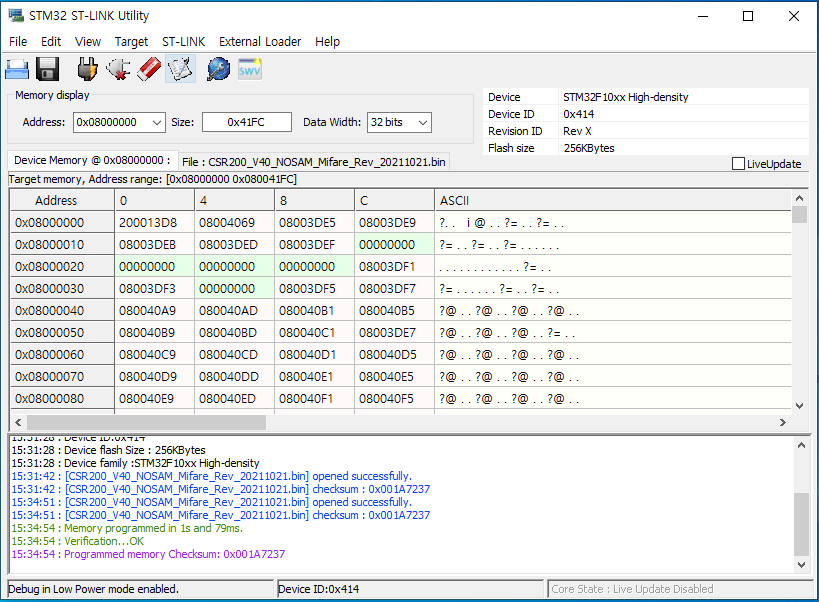 STM32 ST-LINK Utility
File Edit View Target ST-LINK External Loader Help
SWV
Memory display
Address: 0x08000000 Size: 0x41FC Data Width: 32 bits
Device STM32F10xx High-density
Device ID 0x414
Revision ID Rev X
Flash size 256KBytes
LiveUpdate
Device Memory @ 0x08000000 : File : CSR200_V40_NOSAM_Mifare_Rev_20211021.bin
Target memory, Address range: [0x08000000 0x080041FC]
Address 0 4 8 C ASCII
0x08000000 200013D8 08004069 08003DE5 08003DE9 ?. . i @ . . ?= . . ?= . .
0x08000010 08003DEB 08003DED 08003DEF 00000000 ?= . . ?= . . ?= . . . . . .
0x08000020 00000000 00000000 00000000 08003DF1 . . . . . . . . . . . . ?= . .
0x08000030 08003DF3 00000000 08003DF5 08003DF7 ?= . . . . . . ?= . . ?= . .
0x08000040 080040A9 080040AD 080040B1 080040B5 ?@ . . ?@ . . ?@ . . ?@ . .
0x08000050 080040B9 080040BD 080040C1 08003DE7 ?@ . . ?@ . . ?@ . . ?= . .
0x08000060 080040C9 080040CD 080040D1 080040D5 ?@ . . ?@ . . ?@ . . ?@ . .
0x08000070 080040D9 080040DD 080040E1 080040E5 ?@ . . ?@ . . ?@ . . ?@ . .
0x08000080 080040E9 080040ED 080040F1 080040F5 ?@ . . ?@ . . ?@ . . ?@ . .
15:31:28 : Device ID:0x414
15:31:28 : Device flash Size : 256KBytes
15:31:28 : Device family :STM32F10xx High-density
15:31:42 : [CSR200_V40_NOSAM_Mifare_Rev_20211021.bin] opened successfully.
15:31:42 : [CSR200_V40_NOSAM_Mifare_Rev_20211021.bin] checksum : 0x001A7237
15:34:51 : [CSR200_V40_NOSAM_Mifare_Rev_20211021.bin] opened successfully.
15:34:51 : [CSR200_V40_NOSAM_Mifare_Rev_20211021.bin] checksum : 0x001A7237
15:34:54 : Memory programmed in 1s and 79ms.
15:34:54 : Verification...OK
15:34:54 : Programmed memory Checksum: 0x001A7237
Debug in Low Power mode enabled. Device ID:0x414 Core State : Live Update Disabled